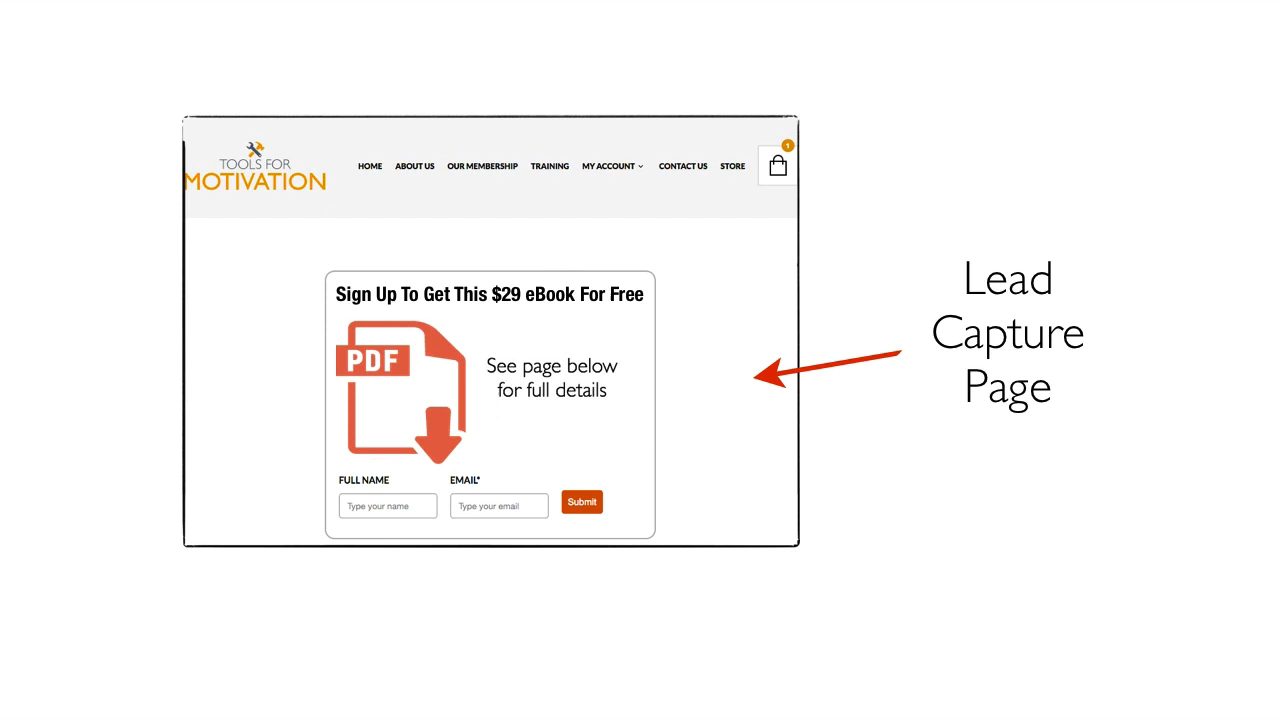 TOOLS FOR
MOTIVATION
HOME ABOUT US OUR MEMBERSHIP TRAINING MY ACCOUNT CONTACT US STORE
1
Sign Up To Get This $29 eBook For Free
PDF
See page below
for full details
FULL NAME EMAIL*
Type your name Type your email Submit
Lead
Capture
Page